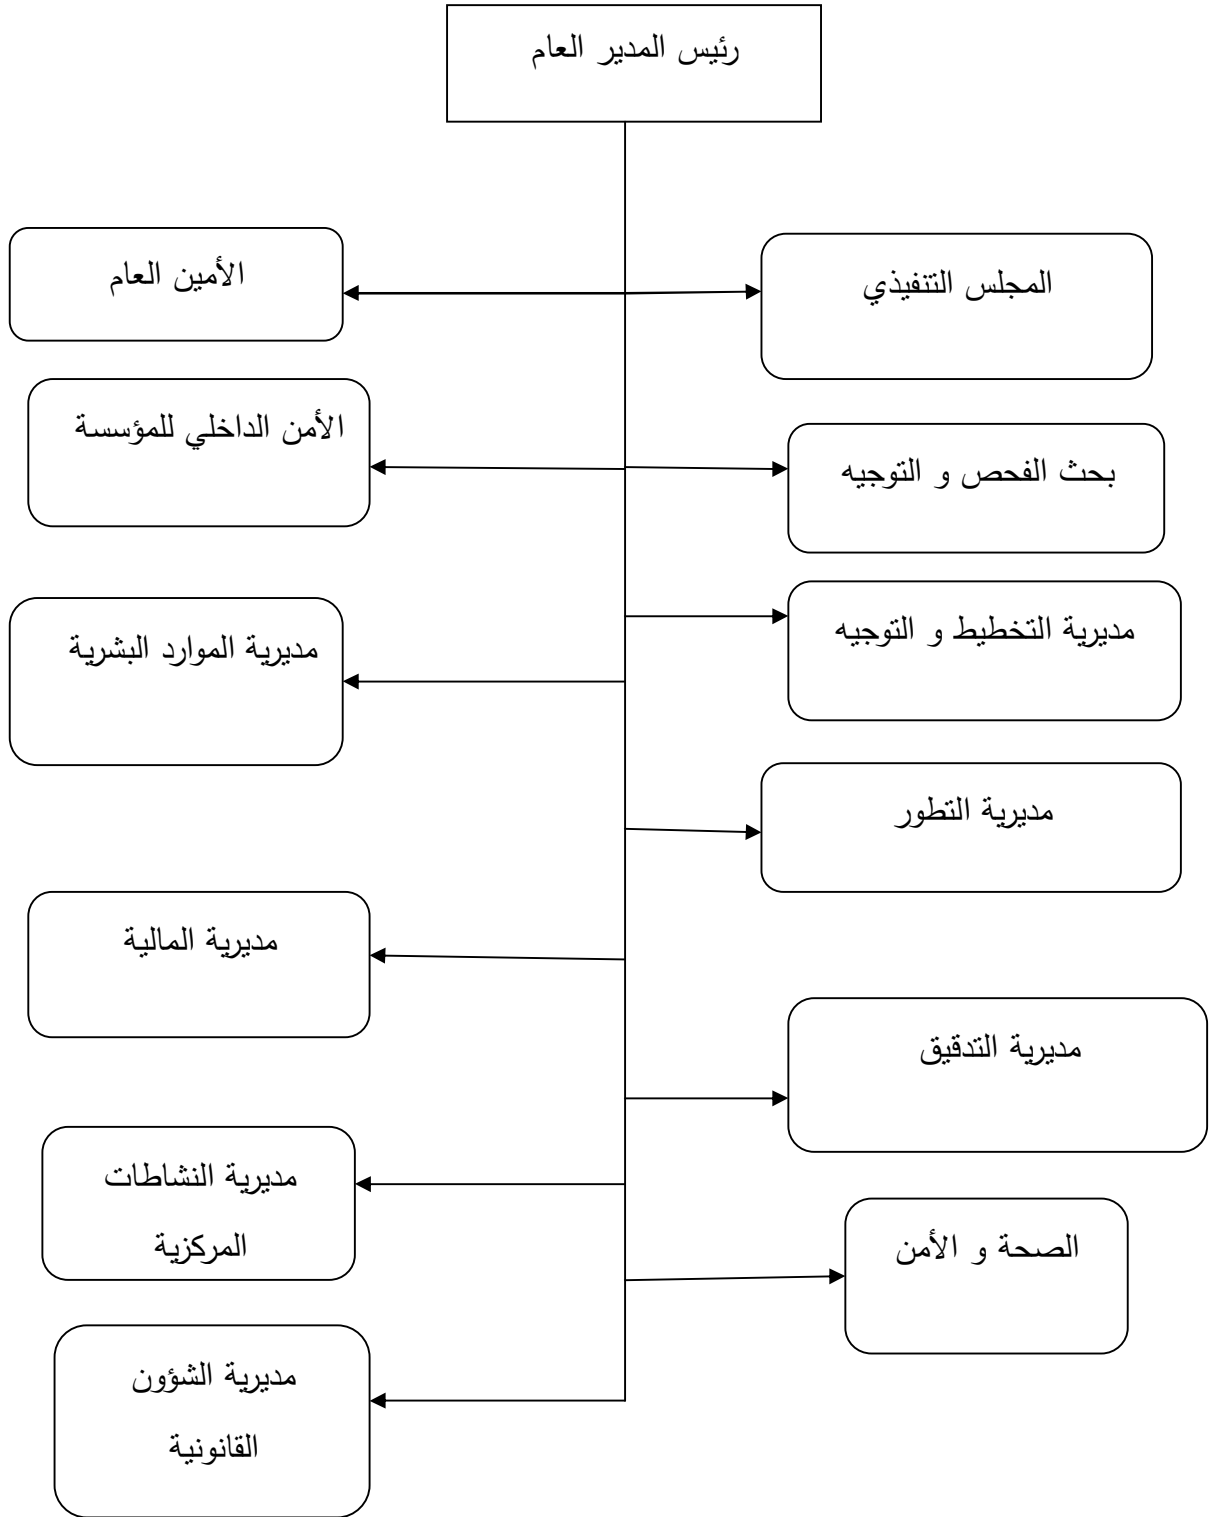 رئيس المدير العام
المجلس التنفيذي
الأمين العام
الأمن الداخلي للمؤسسة
بحث الفحص و التوجيه
مديرية التخطيط و التوجيه
مديرية الموارد البشرية
مديرية التطور
مديرية المالية
مديرية التدقيق
مديرية النشاطات
المركزية
الصحة و الأمن
مديرية الشؤون
القانونية